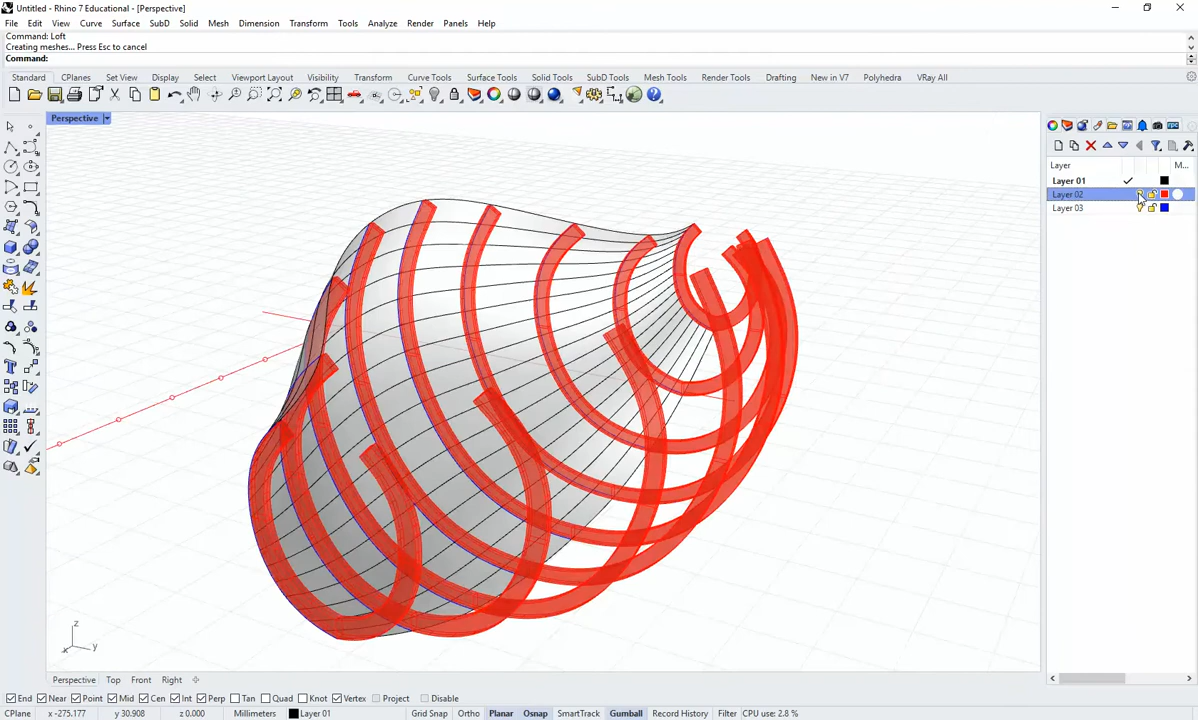 Untitled - Rhino 7 Educational - [Perspective]
File Edit View Curve Surface SubD Solid Mesh Dimension Transform Tools Analyze Render Panels Help
Command: Loft
Creating meshes... Press Esc to cancel
Command:
Standard CPlanes Set View Display Select Viewport Layout Visibility Transform Curve Tools Surface Tools Solid Tools SubD Tools Mesh Tools Render Tools Drafting New in V7 Polyhedra VRay All
Perspective
Layer M...
Layer 01
Layer 02
Layer 03
z
x y
Perspective Top Front Right
End Near Point Mid Cen Int Perp Tan Quad Knot Vertex Project Disable
CPlane x -275.177 y 30.908 z 0.000 Millimeters Layer 01 Grid Snap Ortho Planar Osnap SmartTrack Gumball Record History Filter CPU use: 2.8 %